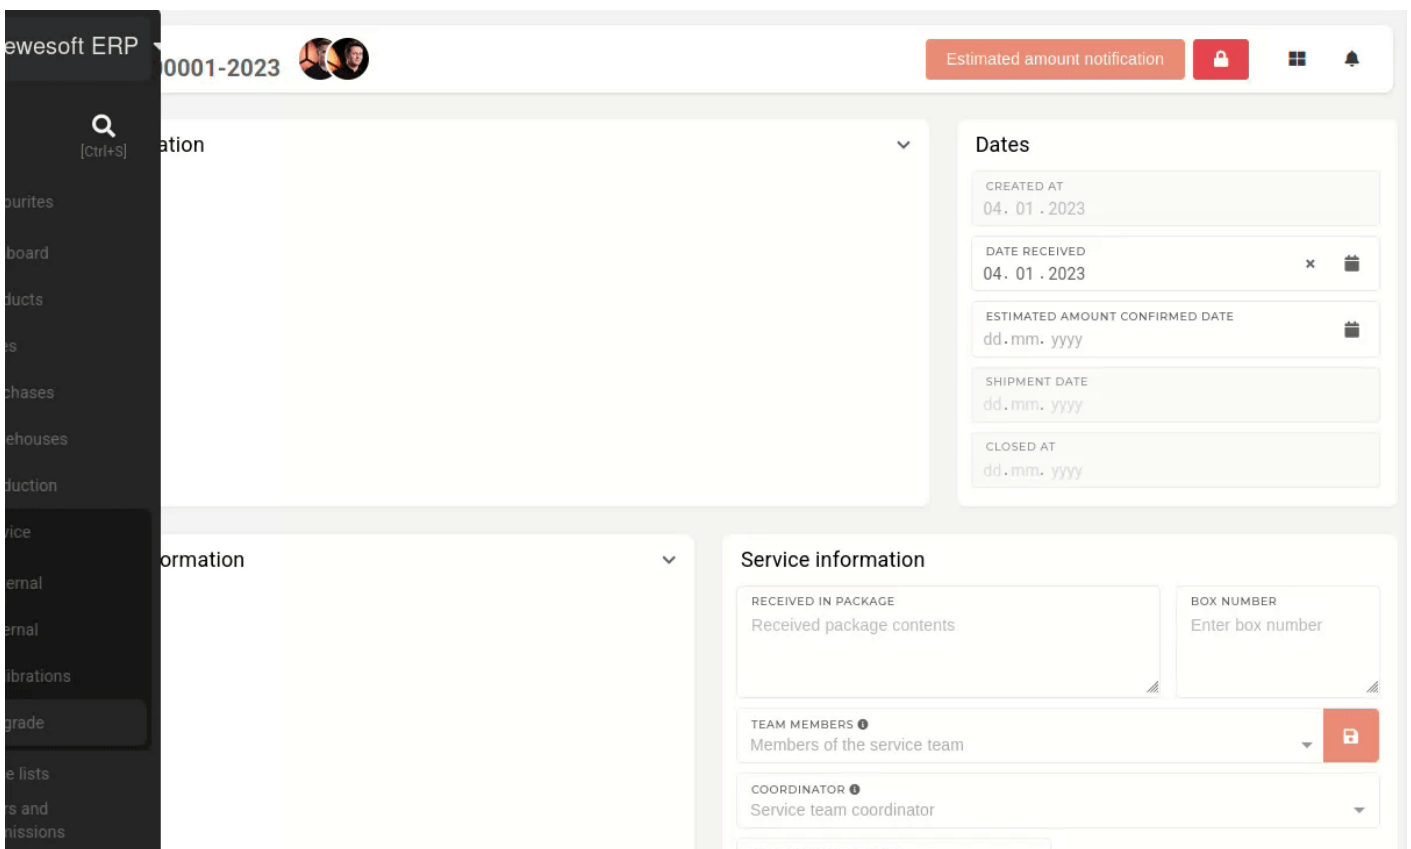 ewesoft ERP
0001-2023
Estimated amount notification
[Ctrl+S]
ourites
board
ducts
es
chases
ehouses
duction
vice
ernal
ernal
ibrations
grade
e lists
rs and
missions
ation
Dates
CREATED AT
04. 01 . 2023
DATE RECEIVED
04. 01 . 2023
ESTIMATED AMOUNT CONFIRMED DATE
dd.mm. yyyy
SHIPMENT DATE
dd.mm. yyyy
CLOSED AT
dd.mm. yyyy
ormation
Service information
RECEIVED IN PACKAGE
Received package contents
BOX NUMBER
Enter box number
TEAM MEMBERS
Members of the service team
COORDINATOR
Service team coordinator